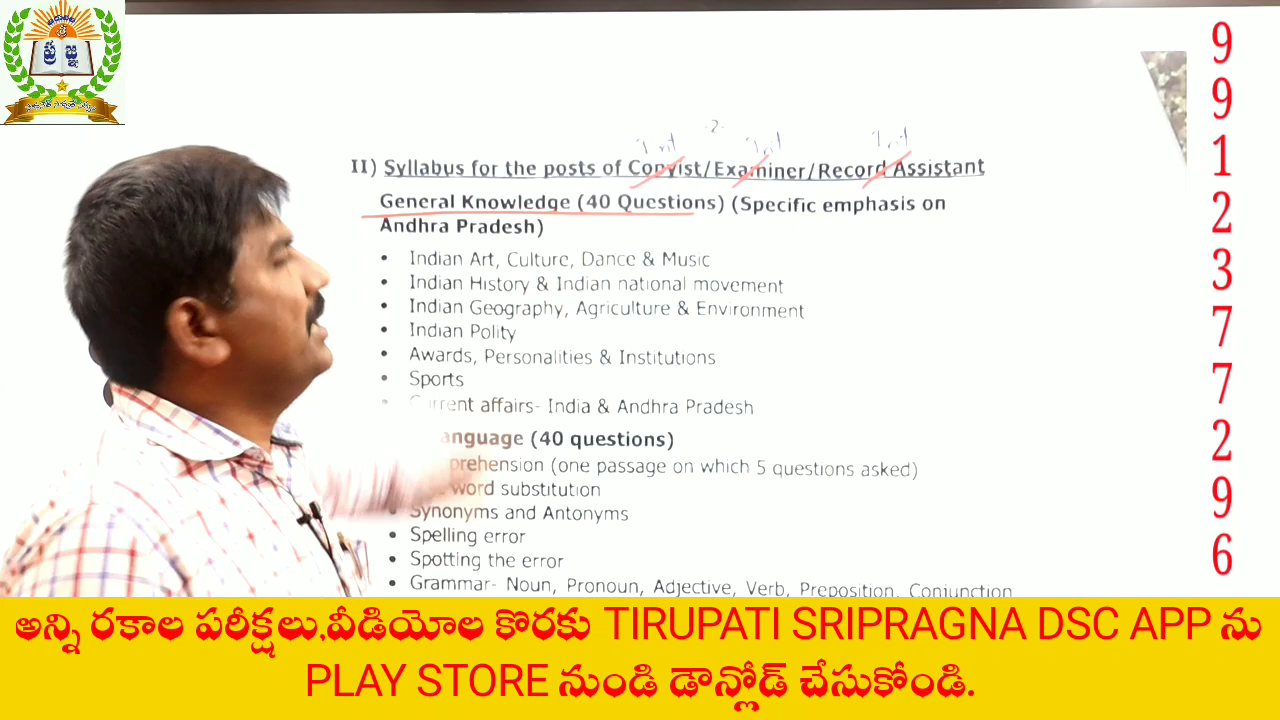 ప్రజ్ఞ
-2-
II) Syllabus for the posts of Copyist/Examiner/Record Assistant
General Knowledge (40 Questions) (Specific emphasis on
Andhra Pradesh)
• Indian Art, Culture, Dance & Music
• Indian History & Indian national movement
• Indian Geography, Agriculture & Environment
• Indian Polity
• Awards, Personalities & Institutions
• Sports
• Current affairs- India & Andhra Pradesh
anguage (40 questions)
prehension (one passage on which 5 questions asked)
word substitution
Synonyms and Antonyms
• Spelling error
• Spotting the error
• Grammar- Noun, Pronoun, Adjective, Verb, Preposition, Conjunction
9912377296
అన్ని రకాల పరీక్షలు,వీడియోల కొరకు TIRUPATI SRIPRAGNA DSC APP ను
PLAY STORE నుండి డౌన్లోడ్ చేసుకోండి.